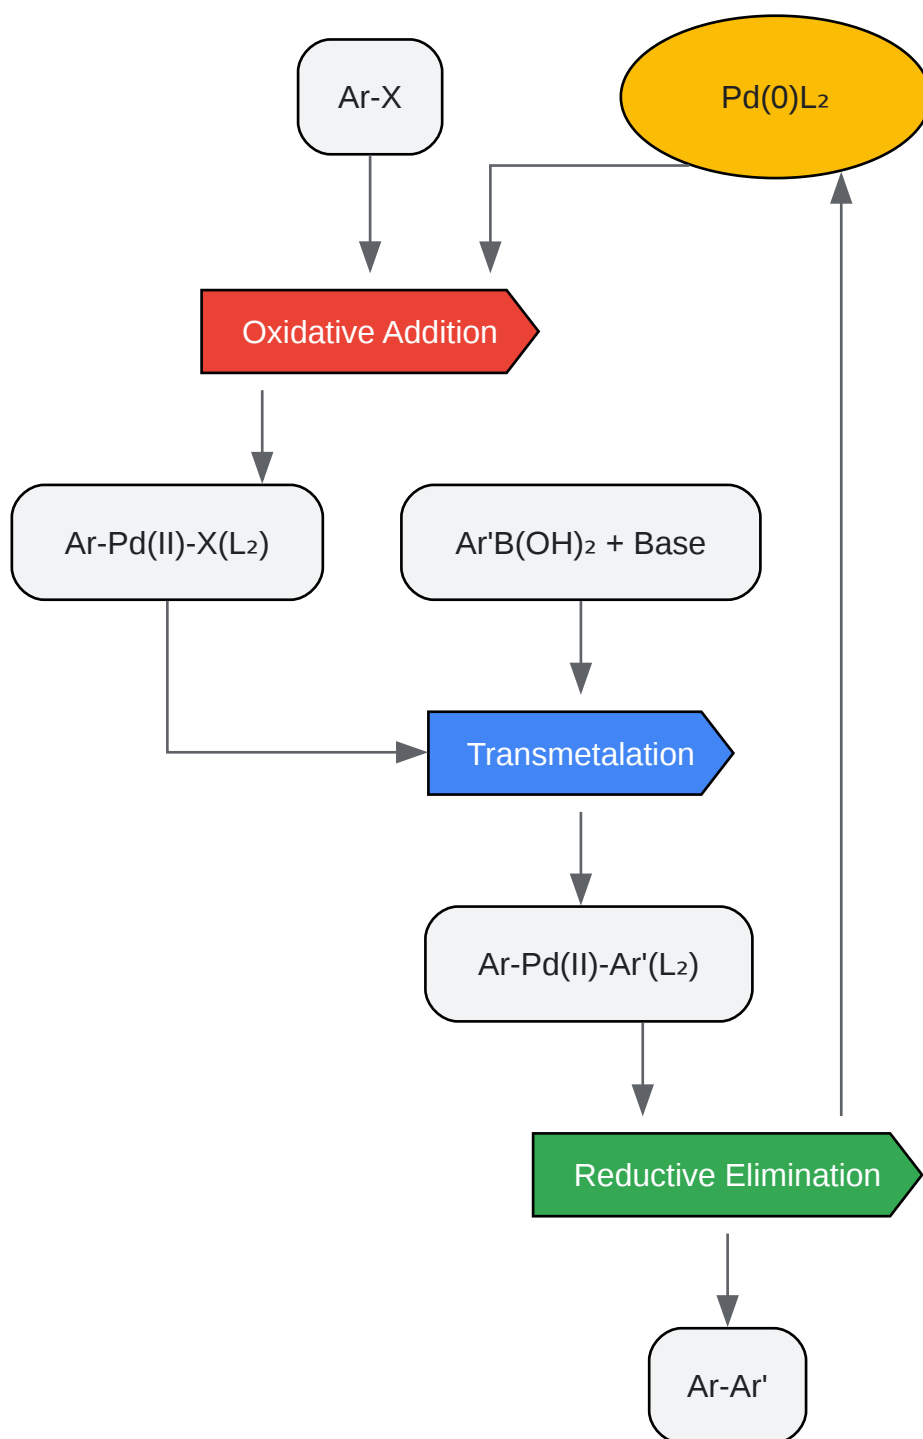 Ar-X
Pd(0)L₂
Oxidative Addition
Ar-Pd(II)-X(L₂)
Ar'B(OH)₂ + Base
Transmetalation
Ar-Pd(II)-Ar'(L₂)
Reductive Elimination
Ar-Ar'